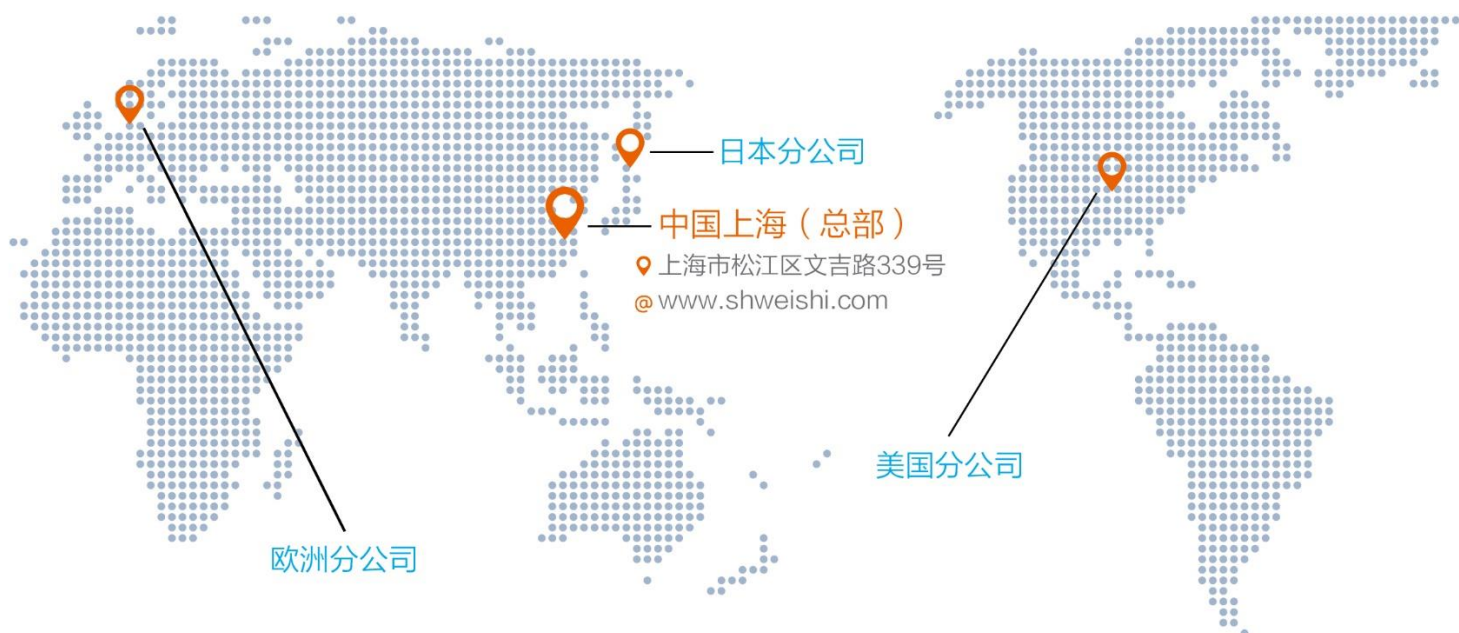 日本分公司
中国上海（总部）
上海市松江区文吉路339号
@ www.shweishi.com
美国分公司
欧洲分公司